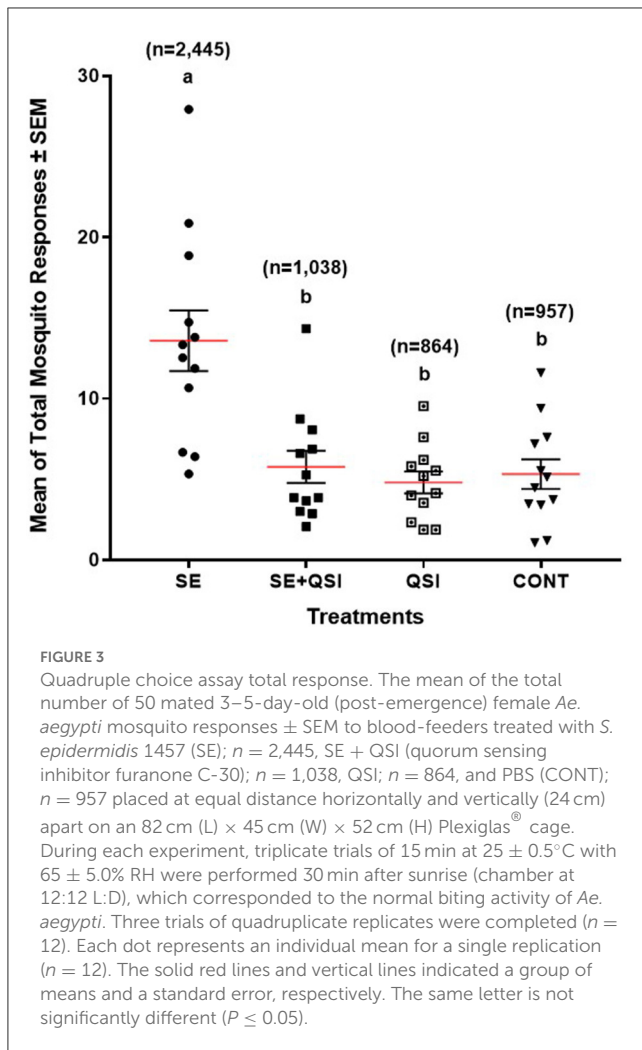 (n=2,445)
a
30
(n=1,038)
b
(n=864)
b
(n=957)
b
20
10
0
Mean of Total Mosquito Responses ± SEM
SE SE+QSI QSI CONT
Treatments
FIGURE 3
Quadruple choice assay total response. The mean of the total
number of 50 mated 3–5-day-old (post-emergence) female Ae.
aegypti mosquito responses ± SEM to blood-feeders treated with S.
epidermidis 1457 (SE); n = 2,445, SE + QSI (quorum sensing
inhibitor furanone C-30); n = 1,038, QSI; n = 864, and PBS (CONT);
n = 957 placed at equal distance horizontally and vertically (24 cm)
apart on an 82 cm (L) × 45 cm (W) × 52 cm (H) Plexiglas® cage.
During each experiment, triplicate trials of 15 min at 25 ± 0.5°C with
65 ± 5.0% RH were performed 30 min after sunrise (chamber at
12:12 L:D), which corresponded to the normal biting activity of Ae.
aegypti. Three trials of quadruplicate replicates were completed (n =
12). Each dot represents an individual mean for a single replication
(n = 12). The solid red lines and vertical lines indicated a group of
means and a standard error, respectively. The same letter is not
significantly different (P ≤ 0.05).